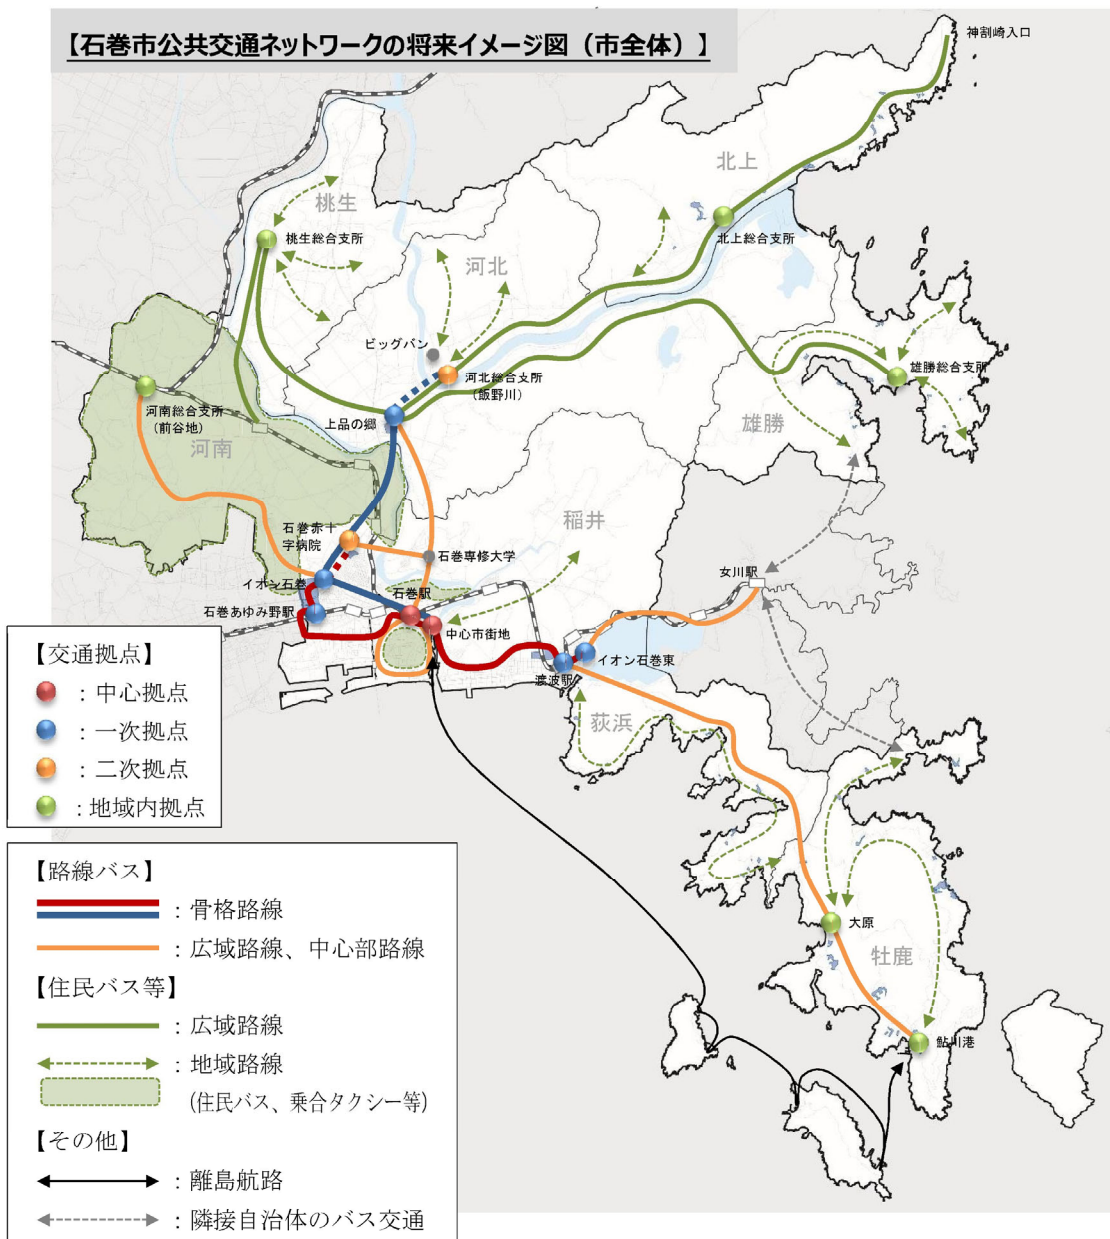 【石巻市公共交通ネットワークの将来イメージ図（市全体）】
神割崎入口
北上
桃生
桃生総合支所
北上総合支所
河北
ビッグバン
河北総合支所
（飯野川）
雄勝総合支所
河南総合支所
（前谷地）
上品の郷
雄勝
河南
稲井
石巻赤十
字病院
石巻専修大学
イオン石巻
女川駅
石巻駅
石巻あゆみ野駅
中心市街地
イオン石巻東
渡波駅
荻浜
【交通拠点】
：中心拠点
：一次拠点
：二次拠点
：地域内拠点
大原
牡鹿
鮎川港
【路線バス】
：骨格路線
：広域路線、中心部路線
【住民バス等】
：広域路線
：地域路線
(住民バス、乗合タクシー等)
【その他】
：離島航路
：隣接自治体のバス交通